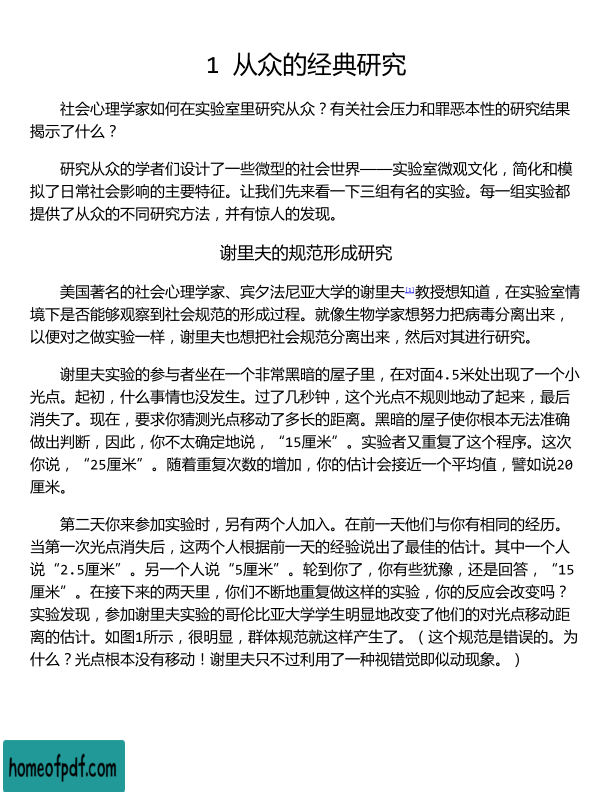 1 从众的经典研究
社会心理学家如何在实验室里研究从众？有关社会压力和罪恶本性的研究结果
揭示了什么？
研究从众的学者们设计了一些微型的社会世界——实验室微观文化，简化和模
拟了日常社会影响的主要特征。让我们先来看一下三组有名的实验。每一组实验都
提供了从众的不同研究方法，并有惊人的发现。
谢里夫的规范形成研究
美国著名的社会心理学家、宾夕法尼亚大学的谢里夫[1]教授想知道，在实验室情
境下是否能够观察到社会规范的形成过程。就像生物学家想努力把病毒分离出来，
以便对之做实验一样，谢里夫也想把社会规范分离出来，然后对其进行研究。
谢里夫实验的参与者坐在一个非常黑暗的屋子里，在对面4.5米处出现了一个小
光点。起初，什么事情也没发生。过了几秒钟，这个光点不规则地动了起来，最后
消失了。现在，要求你猜测光点移动了多长的距离。黑暗的屋子使你根本无法准确
做出判断，因此，你不太确定地说，“15厘米”。实验者又重复了这个程序。这次
你说，“25厘米”。随着重复次数的增加，你的估计会接近一个平均值，譬如说20
厘米。
第二天你来参加实验时，另有两个人加入。在前一天他们与你有相同的经历。
当第一次光点消失后，这两个人根据前一天的经验说出了最佳的估计。其中一个人
说“2.5厘米”。另一个人说“5厘米”。轮到你了，你有些犹豫，还是回答，“15
厘米”。在接下来的两天里，你们不断地重复做这样的实验，你的反应会改变吗？
实验发现，参加谢里夫实验的哥伦比亚大学学生明显地改变了他们的对光点移动距
离的估计。如图1所示，很明显，群体规范就这样产生了。（这个规范是错误的。为
什么？光点根本没有移动！谢里夫只不过利用了一种视错觉即似动现象。）
homeofpdf.com